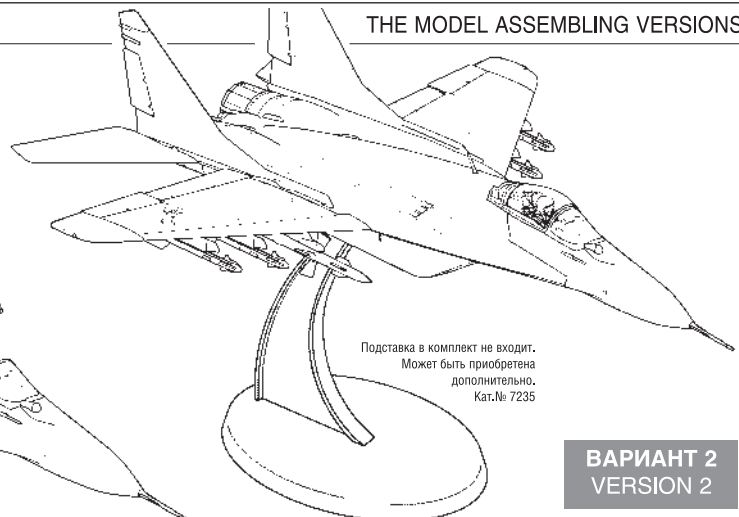 THE MODEL ASSEMBLING VERSIONS
Подставка в комплект не входит.
Может быть приобретена
дополнительно.
Кат.№ 7235
ВАРИАНТ 2
VERSION 2